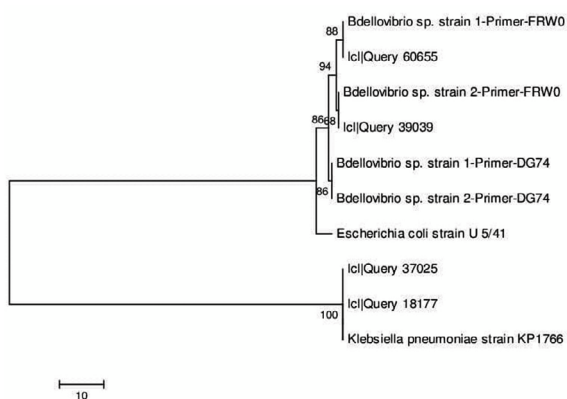 Bdellovibrio sp. strain 1-Primer-FRW0
88
lcl|Query 60655
94
Bdellovibrio sp. strain 2-Primer-FRW0
8668
lcl|Query 39039
Bdellovibrio sp. strain 1-Primer-DG74
86
Bdellovibrio sp. strain 2-Primer-DG74
Escherichia coli strain U 5/41
lcl|Query 37025
lcl|Query 18177
100
Klebsiella pneumoniae strain KP1766
10